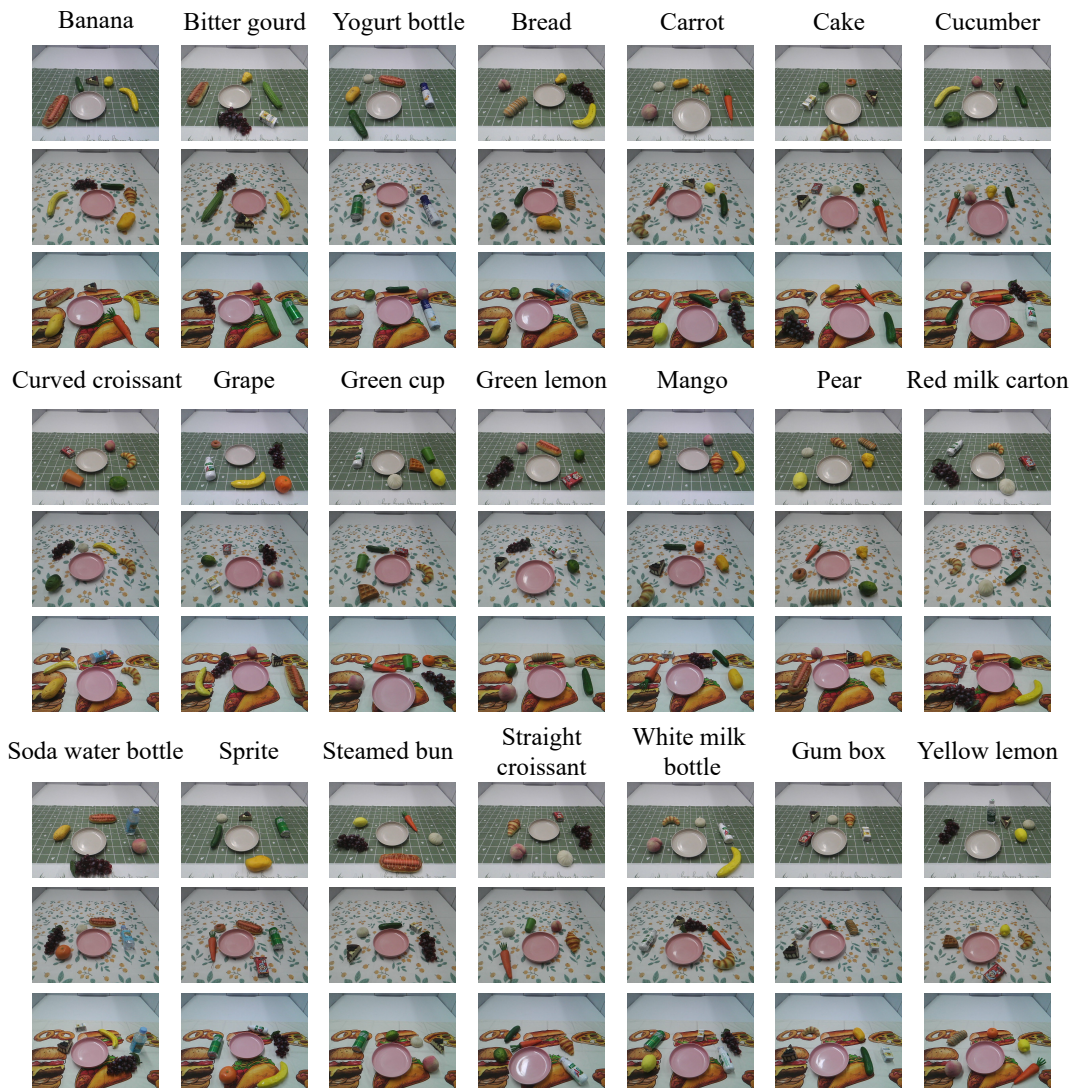 Banana
Bitter gourd
Yogurt bottle
Bread
Carrot
Cake
Cucumber
Curved croissant
Grape
Green cup
Green lemon
Mango
Pear
Red milk carton
Soda water bottle
Sprite
Steamed bun
Straight
croissant
White milk
bottle
Gum box
Yellow lemon